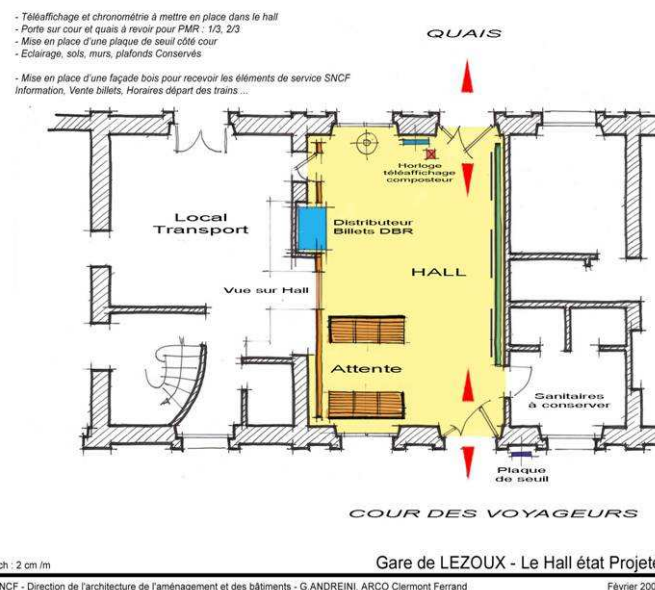 - Téléaffichage et chronométrie à mettre en place dans le hall
- Porte sur cour et quais à revoir pour PMR : 1/3, 2/3
- Mise en place d'une plaque de seuil côté cour
- Eclairage, sols, murs, plafonds Conservés
- Mise en place d'une façade bois pour recevoir les éléments de service SNCF
Information, Vente billets, Horaires départ des trains ...
QUAIS
Horloge
téléaffichage
composteur
Local
Transport
Distributeur
Billets DBR
HALL
Vue sur Hall
Attente
Sanitaires
à conserver
Plaque
de seuil
COUR DES VOYAGEURS
ch : 2 cm /m
Gare de LEZOUX - Le Hall état Projeté
NCF - Direction de l'architecture de l'aménagement et des bâtiments - G.ANDREINI, ARCO Clermont Ferrand
Février 200